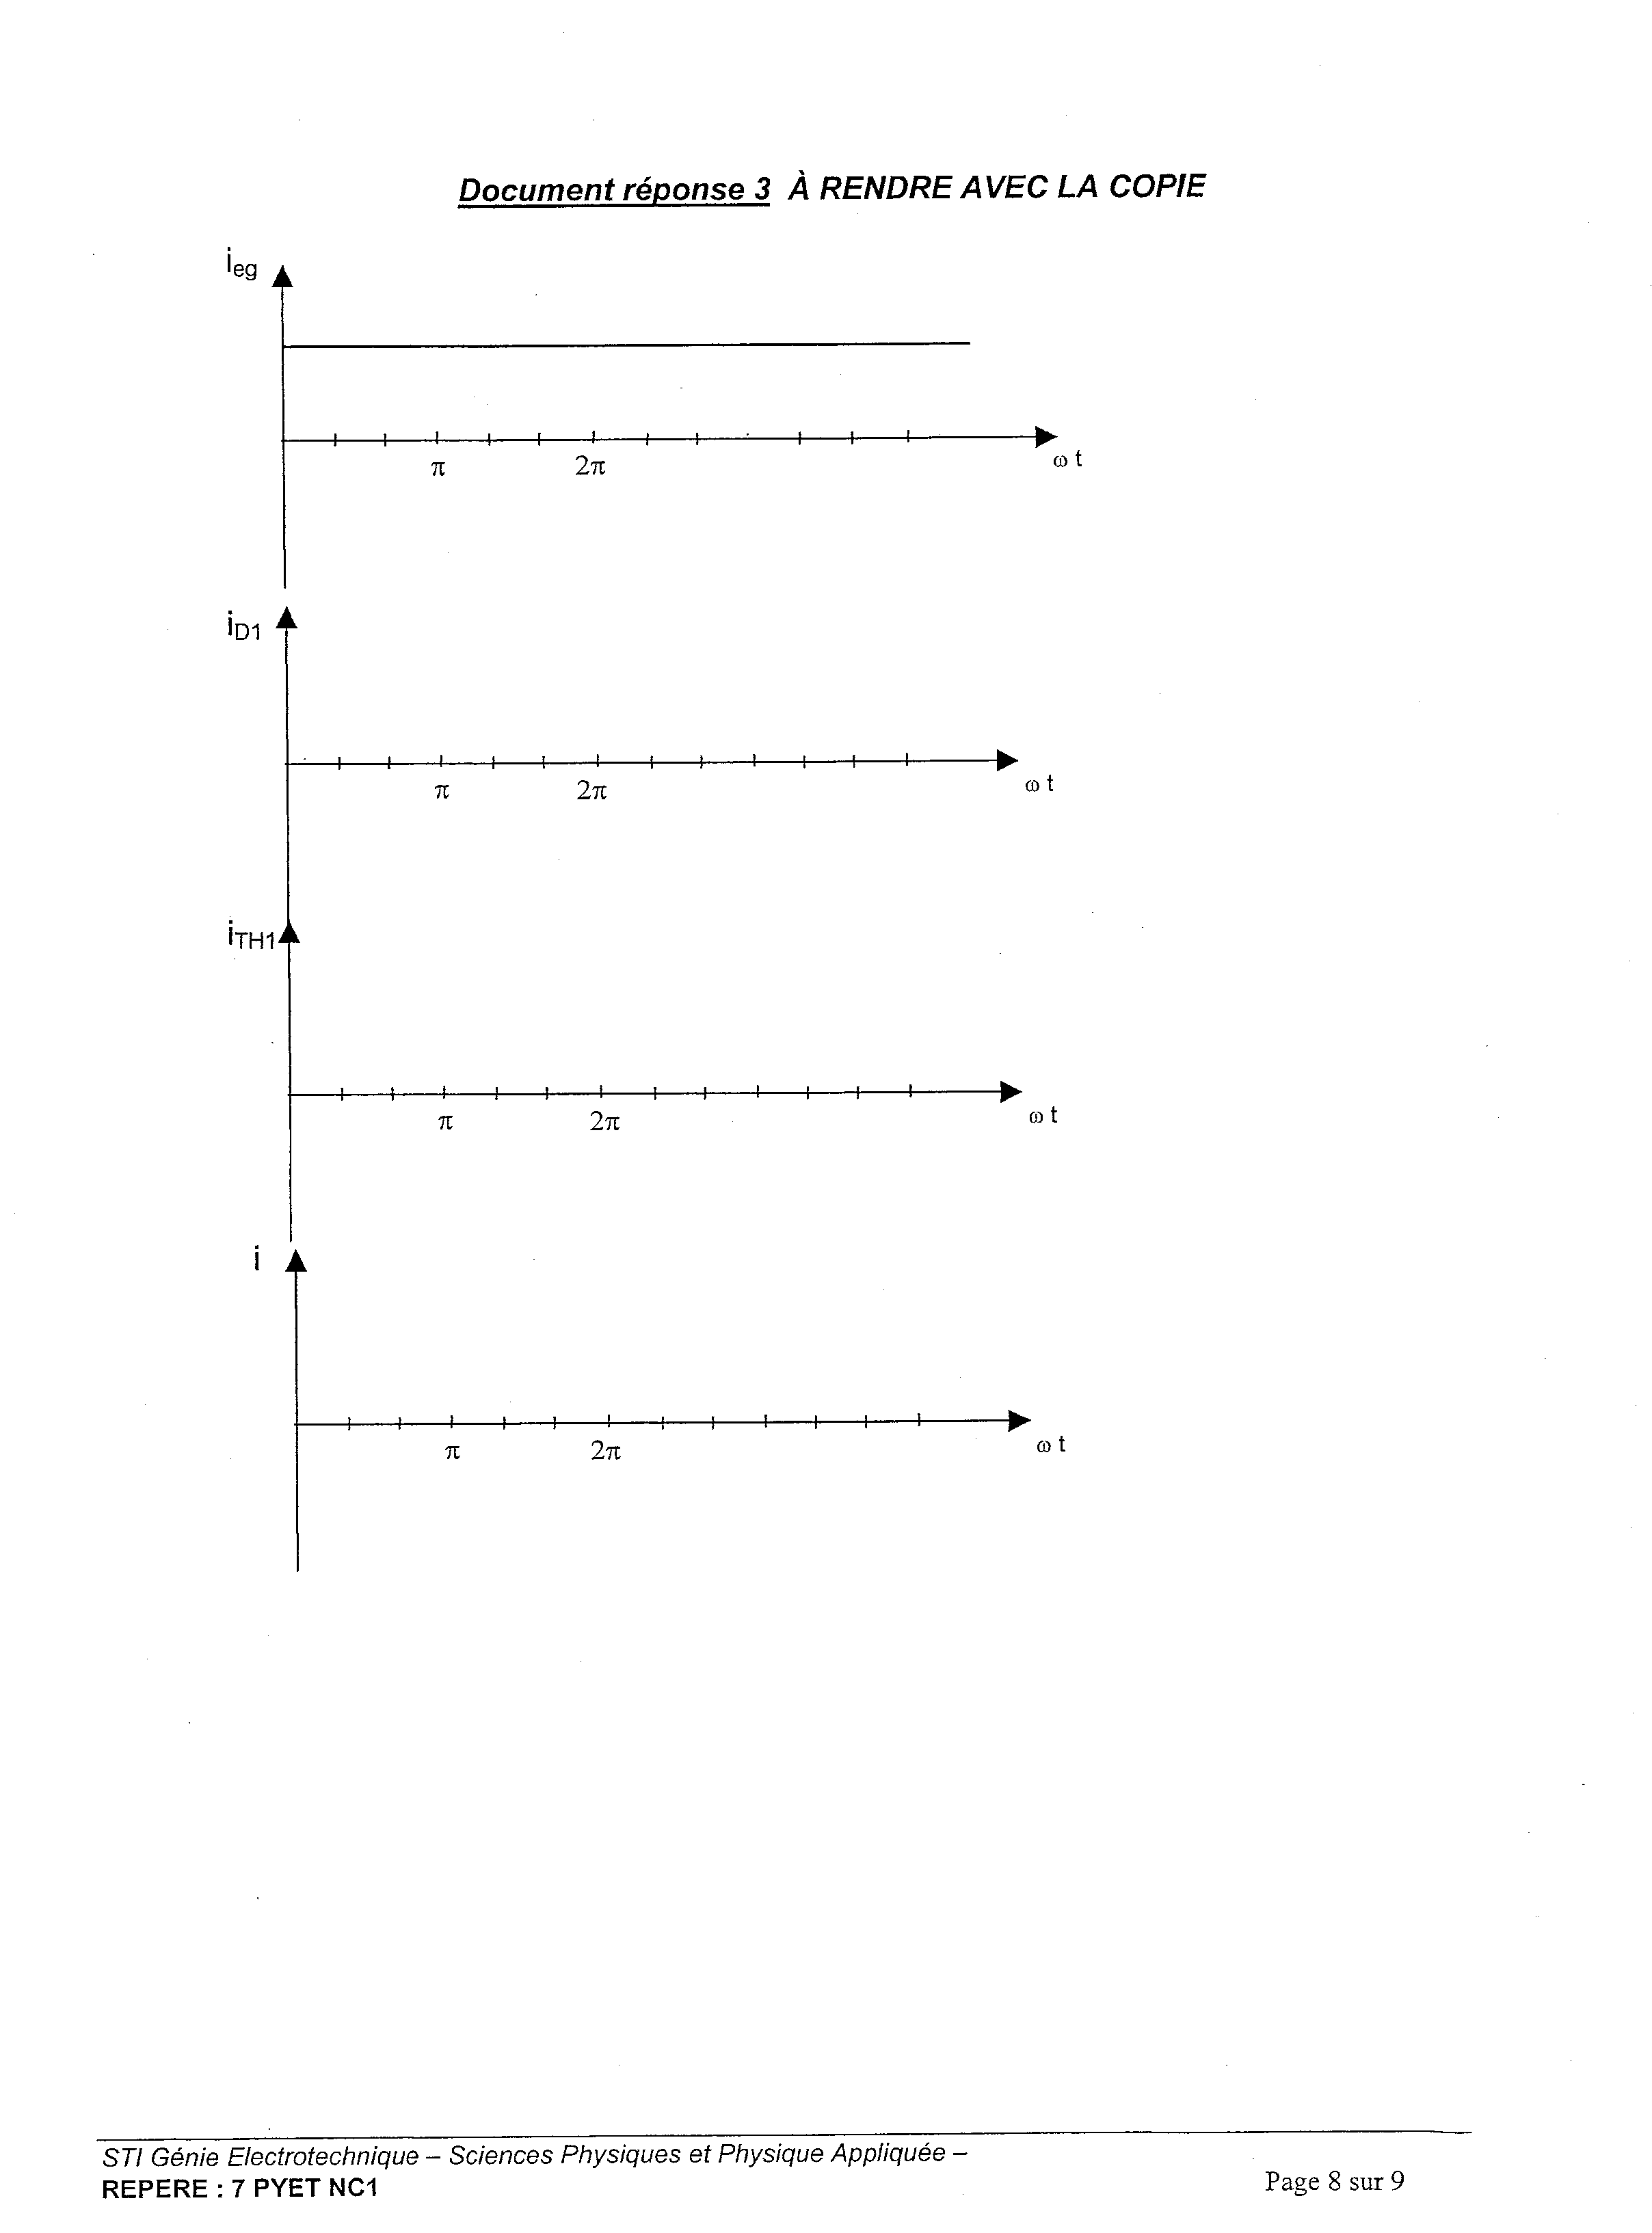 Document réponse 3 À RENDRE AVEC LA COPIE
ieg
π 2π ω t
iD1
π 2π ω t
iTH1
π 2π ω t
i
π 2π ω t
STI Génie Electrotechnique – Sciences Physiques et Physique Appliquée –
REPERE : 7 PYET NC1
Page 8 sur 9